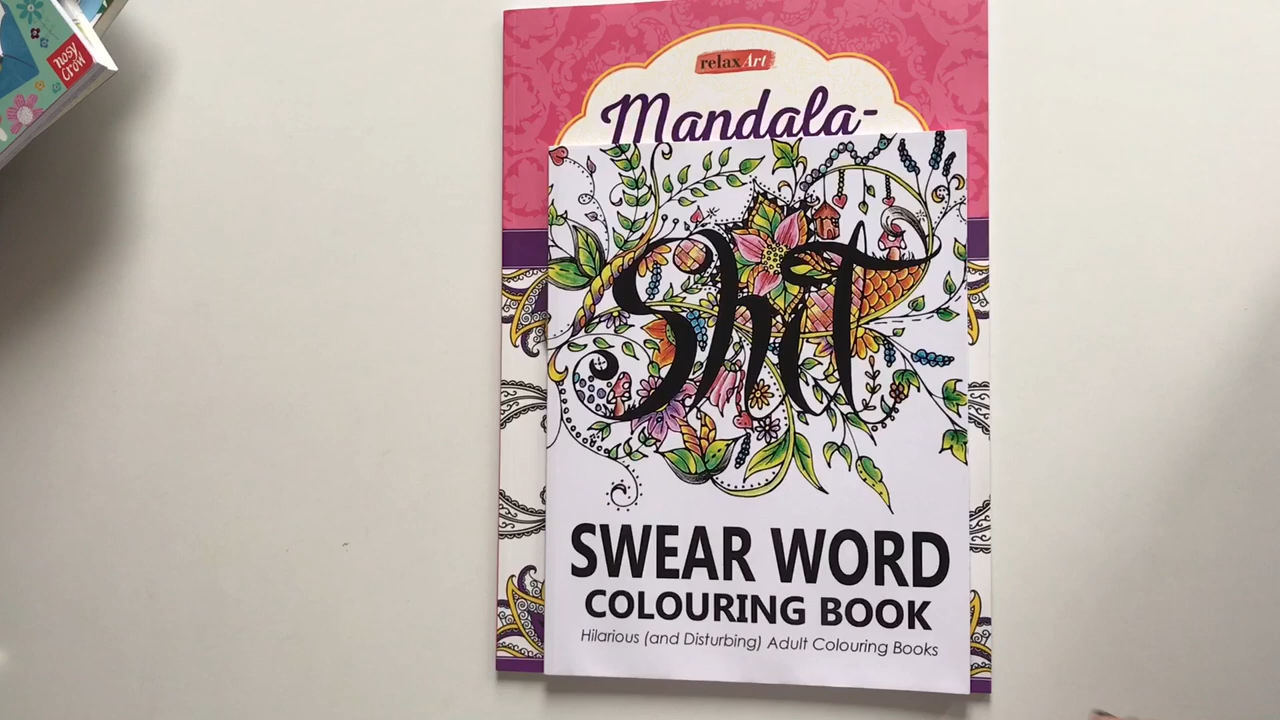 nosy
crow
relaxArt
Mandala-
Shit
SWEAR WORD
COLOURING BOOK
Hilarious (and Disturbing) Adult Colouring Books